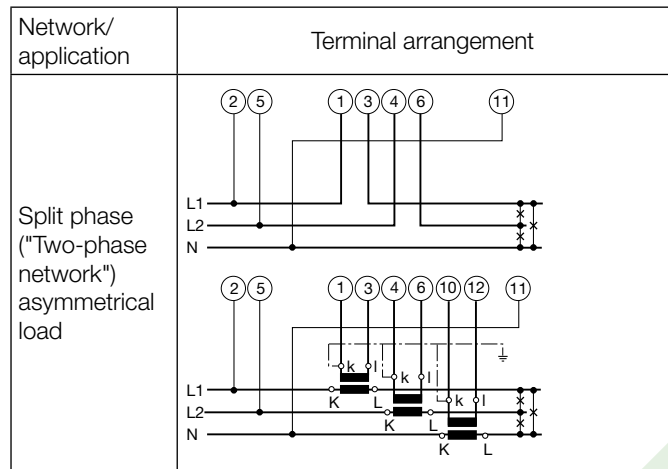 Network/
application
Terminal arrangement
Split phase
("Two-phase
network")
asymmetrical
load
2 5 1 3 4 6 11
L1
L2
N
2 5 1 3 4 6 10 12 11
k l
k l
k l
L1
K L
L2
K L
N
K L